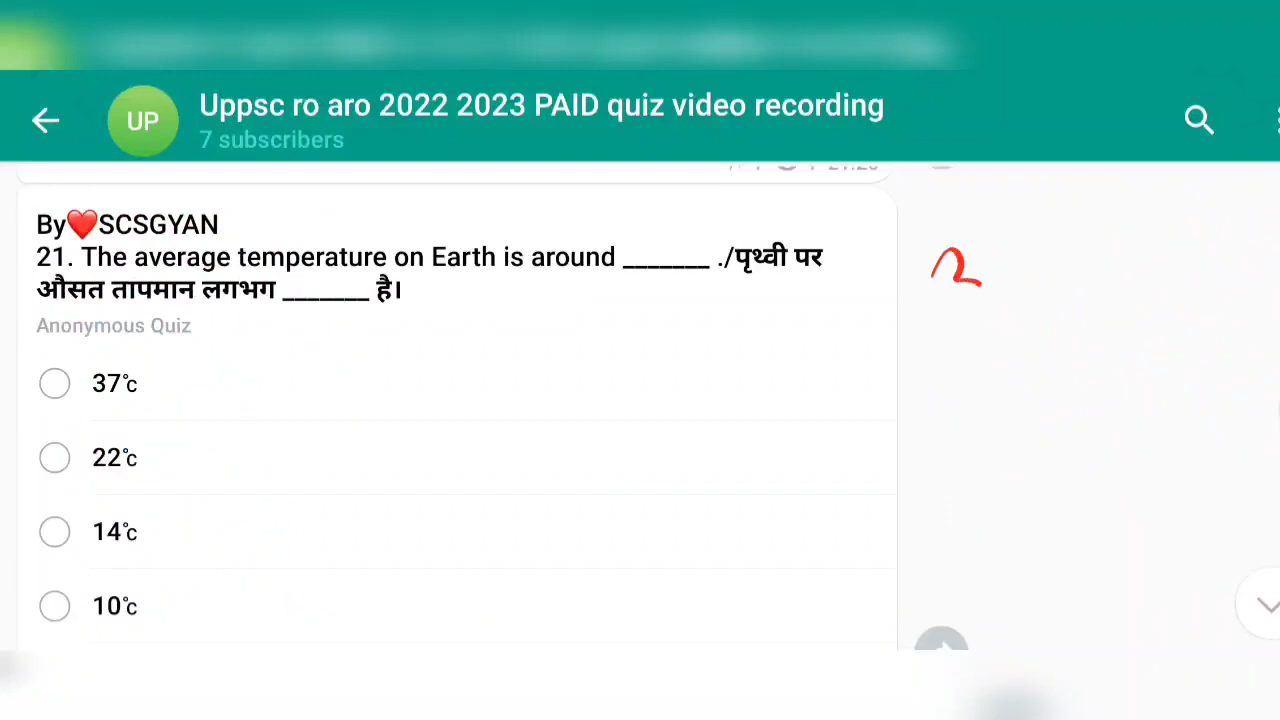 UP
Uppsc ro aro 2022 2023 PAID quiz video recording
7 subscribers
By❤️SCSGYAN
21. The average temperature on Earth is around _______ ./पृथ्वी पर
औसत तापमान लगभग _______ है।
Anonymous Quiz
37℃
22℃
14℃
10℃